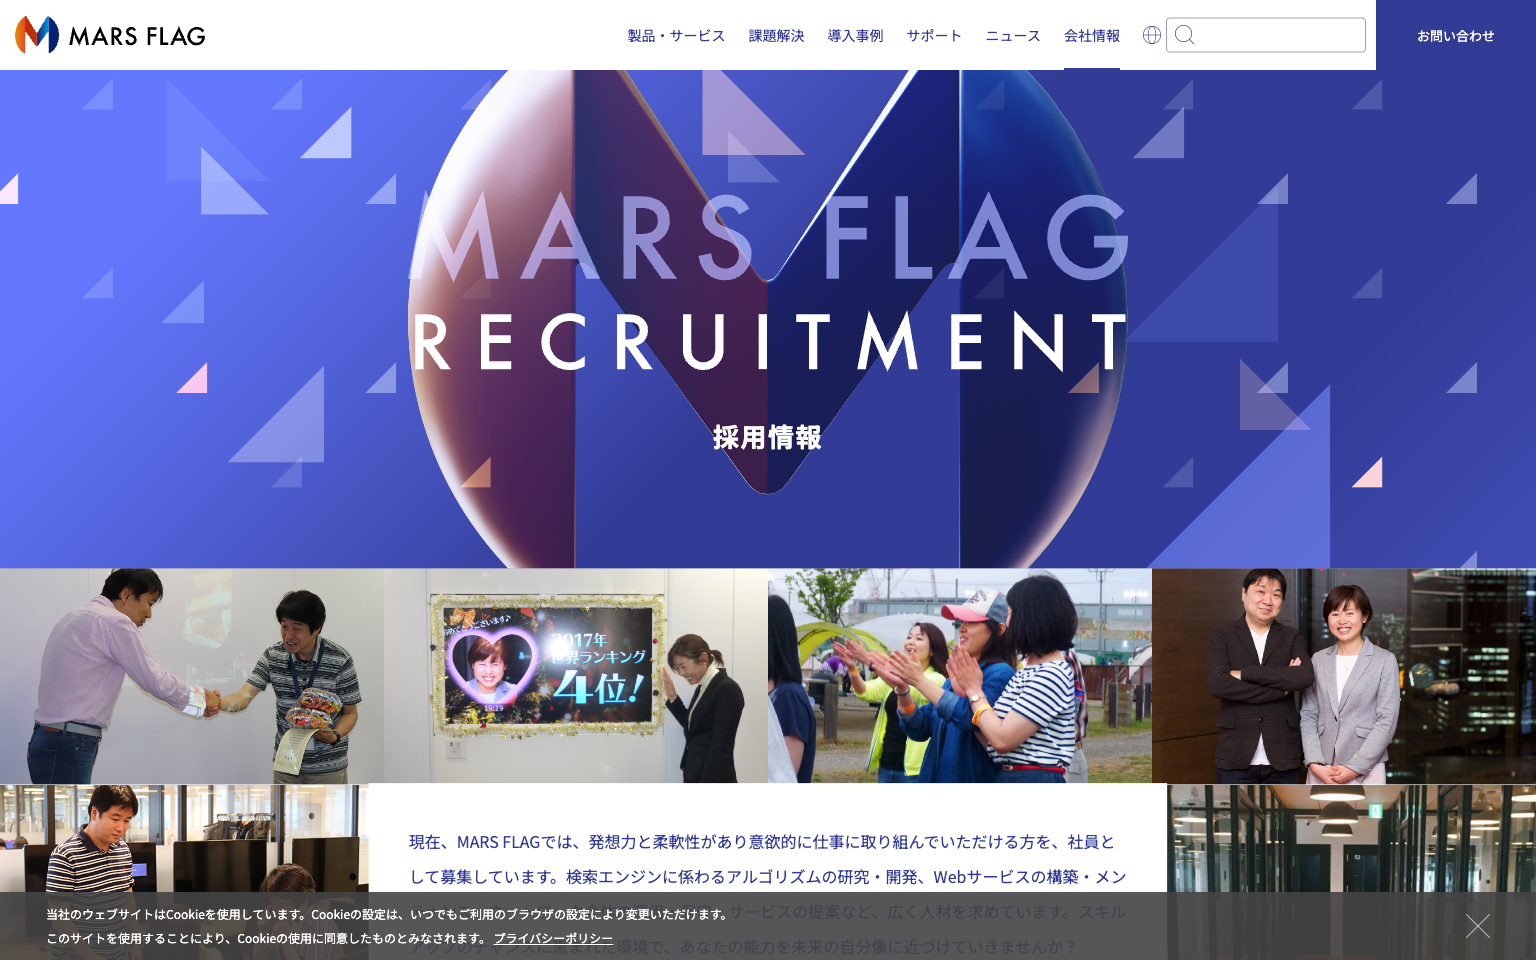 MARS FLAG
製品・サービス
課題解決
導入事例
サポート
ニュース
会社情報
お問い合わせ
MARS FLAG
RECRUITMENT
採用情報
2017年
世界ランキング
4位!
19:19
現在、MARS FLAGでは、発想力と柔軟性があり意欲的に仕事に取り組んでいただける方を、社員と
して募集しています。検索エンジンに係わるアルゴリズムの研究・開発、Webサービスの構築・メン
サービスの提案など、広く人材を求めています。スキル
アップのチャンスに恵まれた環境で、あなたの能力を未来の自分像に近づけていきませんか？
当社のウェブサイトはCookieを使用しています。Cookieの設定は、いつでもご利用のブラウザの設定により変更いただけます。
このサイトを使用することにより、Cookieの使用に同意したものとみなされます。 プライバシーポリシー